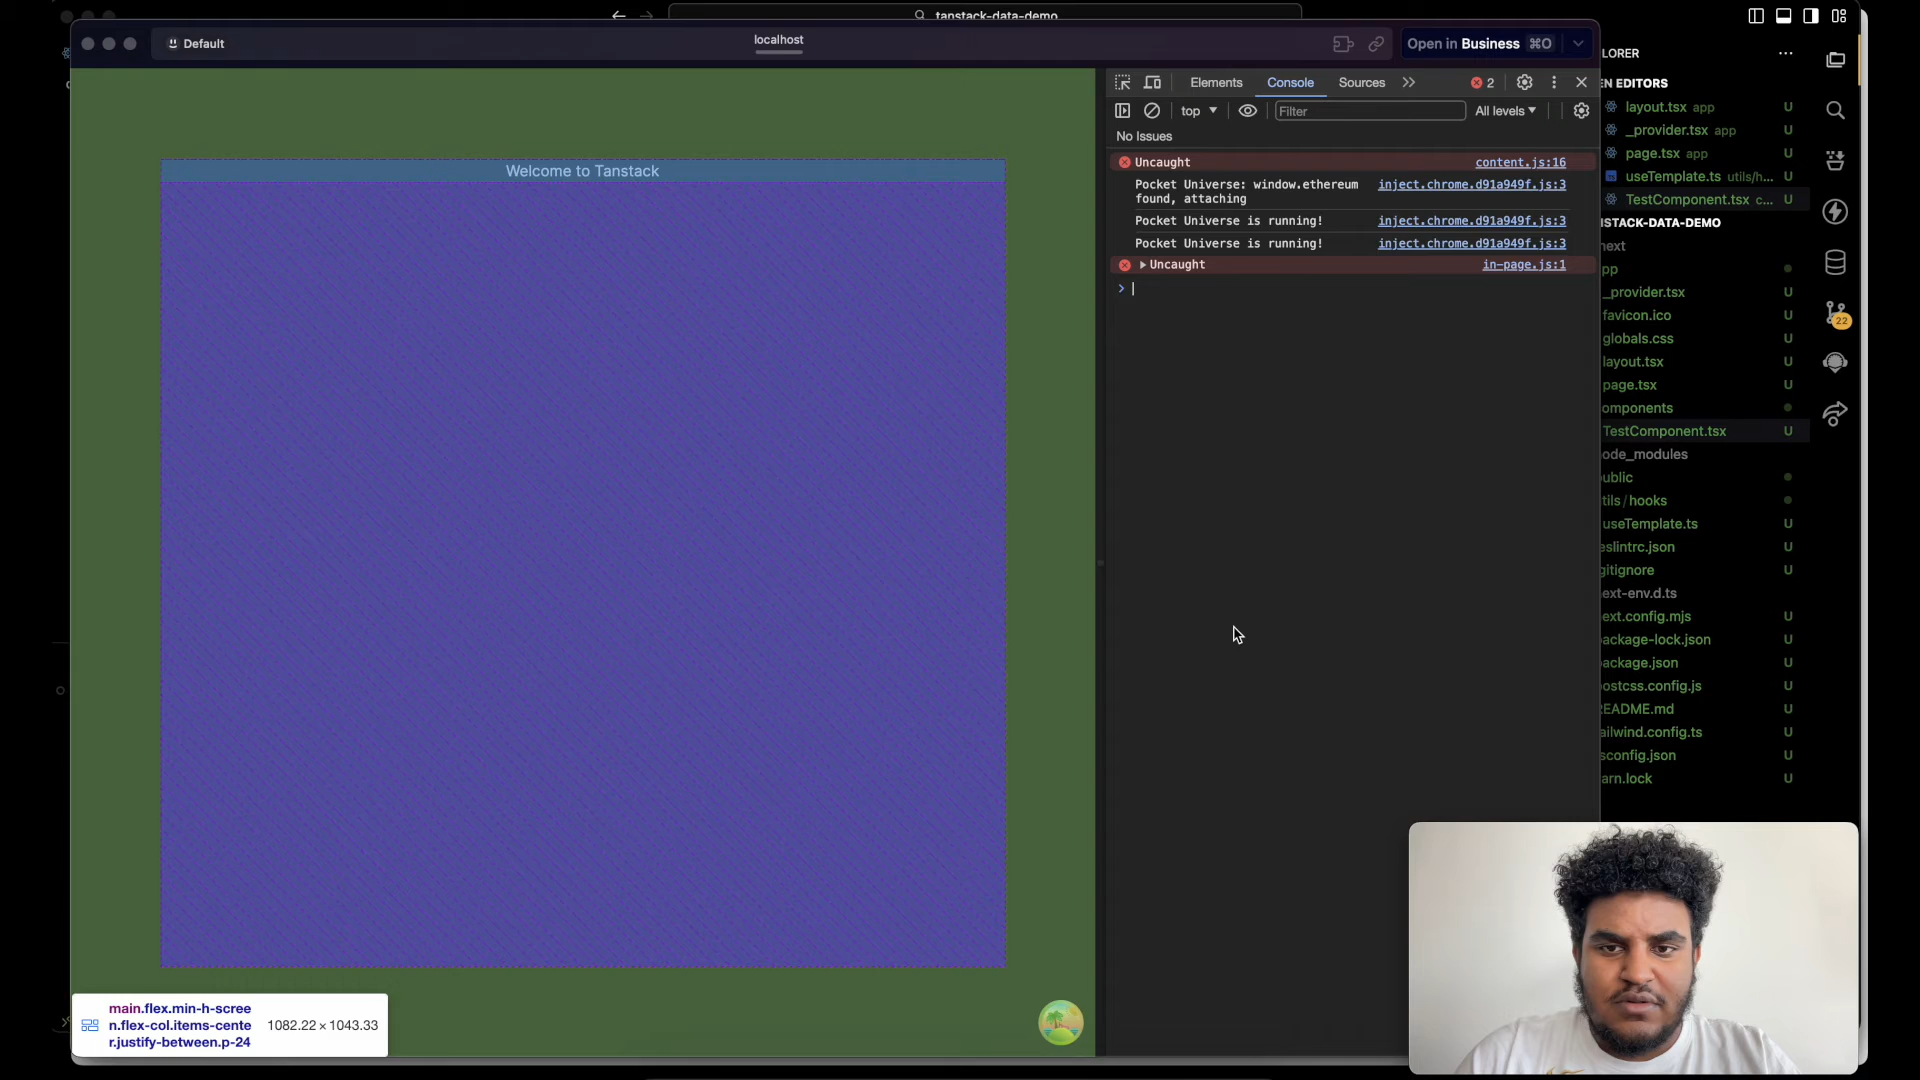 tanstack-data-demo
Default
localhost
Open in Business ⌘O
LORER
Elements
Console
Sources
2
EN EDITORS
top
Filter
All levels
layout.tsx app U
_provider.tsx app U
No Issues
page.tsx app U
Uncaught content.js:16
useTemplate.ts utils/h... U
Pocket Universe: window.ethereum inject.chrome.d91a949f.js:3
found, attaching
TestComponent.tsx c... U
Pocket Universe is running! inject.chrome.d91a949f.js:3
NSTACK-DATA-DEMO
Pocket Universe is running! inject.chrome.d91a949f.js:3
next
Uncaught in-page.js:1
pp
_provider.tsx U
favicon.ico U
22
globals.css U
layout.tsx U
page.tsx U
omponents
TestComponent.tsx U
ode_modules
ublic
tils/hooks
useTemplate.ts U
eslintrc.json U
gitignore U
ext-env.d.ts
ext.config.mjs U
ackage-lock.json U
ackage.json U
ostcss.config.js U
README.md U
ailwind.config.ts U
sconfig.json U
arn.lock U
Welcome to Tanstack
main.flex.min-h-scree
n.flex-col.items-cente
r.justify-between.p-24
1082.22 × 1043.33